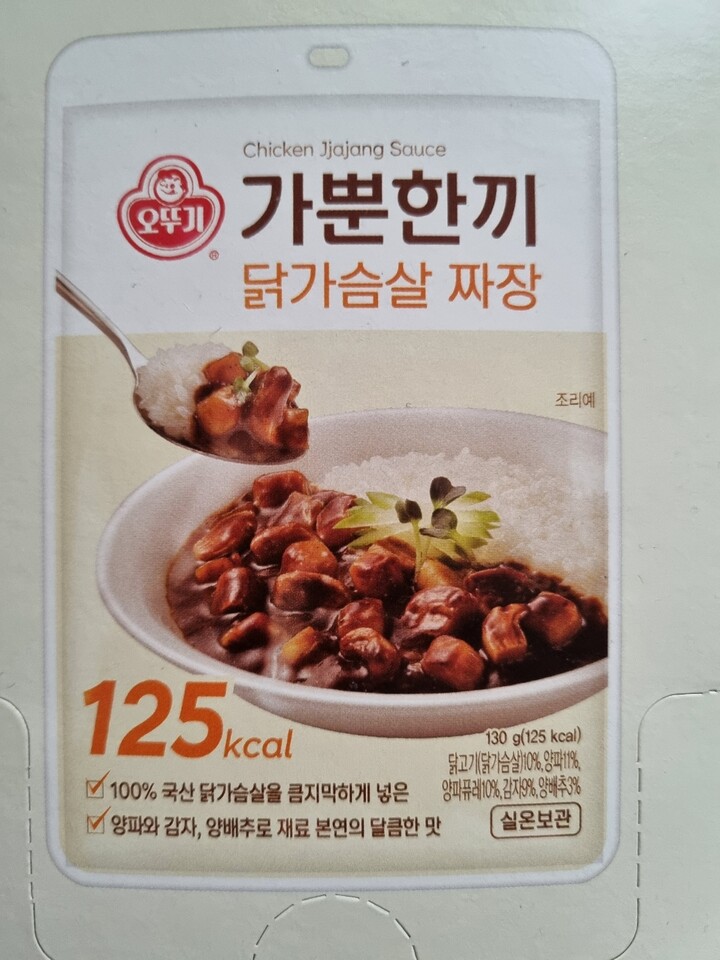 Chicken Jjajang Sauce
오뚜기
®
가뿐한끼
닭가슴살 짜장
조리예
125kcal
130 g(125 kcal)
닭고기(닭가슴살)10%, 양파11%,
양파퓨레10%, 감자9%, 양배추3%
100% 국산 닭가슴살을 큼지막하게 넣은
양파와 감자, 양배추로 재료 본연의 달콤한 맛
실온보관